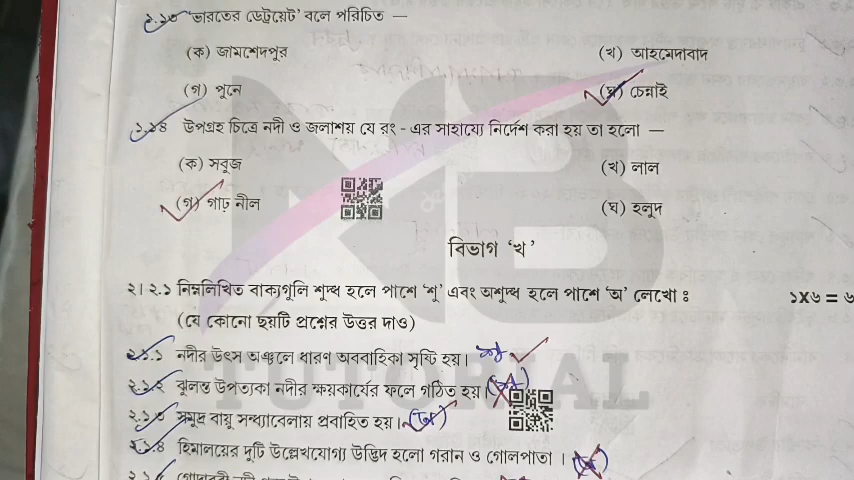 ১.১৩ 'ভারতের ডেট্রয়েট' বলে পরিচিত —
(ক) জামশেদপুর (খ) আহমেদাবাদ
(গ) পুনে (ঘ) চেন্নাই
১.১৪ উপগ্রহ চিত্রে নদী ও জলাশয় যে রং - এর সাহায্যে নির্দেশ করা হয় তা হলো —
(ক) সবুজ (খ) লাল
(গ) গাঢ় নীল (ঘ) হলুদ
বিভাগ 'খ'
২। ২.১ নিম্নলিখিত বাক্যগুলি শুদ্ধ হলে পাশে 'শু' এবং অশুদ্ধ হলে পাশে 'অ' লেখো ঃ ১X৬ = ৬
(যে কোনো ছয়টি প্রশ্নের উত্তর দাও)
২.১.১ নদীর উৎস অঞ্চলে ধারণ অববাহিকা সৃষ্টি হয়। শু
২.১.২ ঝুলন্ত উপত্যকা নদীর ক্ষয়কার্যের ফলে গঠিত হয়।
২.১.৩ সমুদ্র বায়ু সন্ধ্যাবেলায় প্রবাহিত হয়। (অ)
২.১.৪ হিমালয়ের দুটি উল্লেখযোগ্য উদ্ভিদ হলো গরান ও গোলপাতা।
TUTORIAL